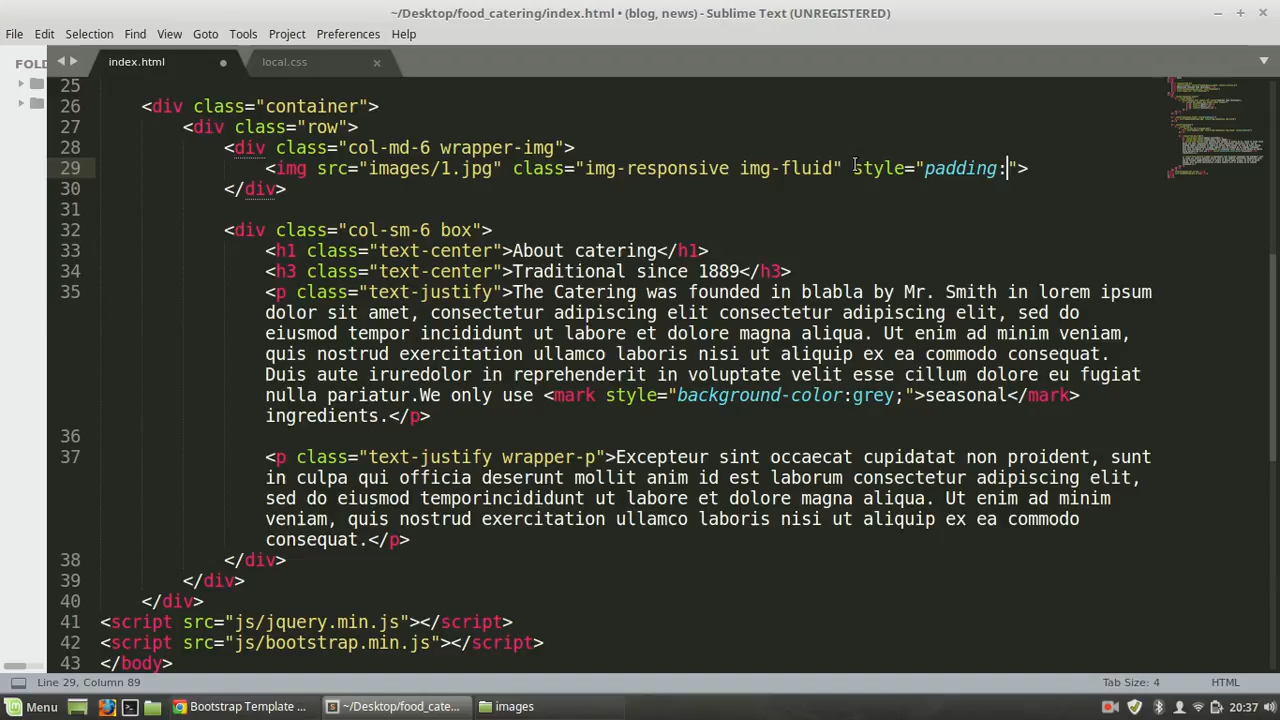 ~/Desktop/food_catering/index.html • (blog, news) - Sublime Text (UNREGISTERED)
File Edit Selection Find View Goto Tools Project Preferences Help
FOLD
index.html
local.css
25
26 <div class="container">
27 <div class="row">
28 <div class="col-md-6 wrapper-img">
29 <img src="images/1.jpg" class="img-responsive img-fluid" style="padding:">
30 </div>
31
32 <div class="col-sm-6 box">
33 <h1 class="text-center">About catering</h1>
34 <h3 class="text-center">Traditional since 1889</h3>
35 <p class="text-justify">The Catering was founded in blabla by Mr. Smith in lorem ipsum
dolor sit amet, consectetur adipiscing elit consectetur adipiscing elit, sed do
eiusmod tempor incididunt ut labore et dolore magna aliqua. Ut enim ad minim veniam,
quis nostrud exercitation ullamco laboris nisi ut aliquip ex ea commodo consequat.
Duis aute iruredolor in reprehenderit in voluptate velit esse cillum dolore eu fugiat
nulla pariatur.We only use <mark style="background-color:grey;">seasonal</mark>
ingredients.</p>
36
37 <p class="text-justify wrapper-p">Excepteur sint occaecat cupidatat non proident, sunt
in culpa qui officia deserunt mollit anim id est laborum consectetur adipiscing elit,
sed do eiusmod temporincididunt ut labore et dolore magna aliqua. Ut enim ad minim
veniam, quis nostrud exercitation ullamco laboris nisi ut aliquip ex ea commodo
consequat.</p>
38 </div>
39 </div>
40 </div>
41 <script src="js/jquery.min.js"></script>
42 <script src="js/bootstrap.min.js"></script>
43 </body>
Line 29, Column 89
Tab Size: 4
HTML
Menu
Bootstrap Template ...
~/Desktop/food_cate...
images
20:37